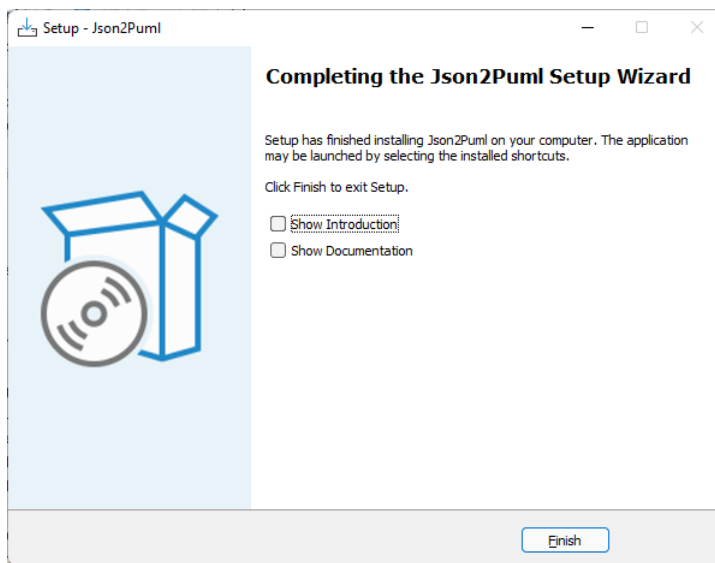 Setup - Json2Puml
Completing the Json2Puml Setup Wizard
Setup has finished installing Json2Puml on your computer. The application
may be launched by selecting the installed shortcuts.
Click Finish to exit Setup.
Show Introduction
Show Documentation
Finish